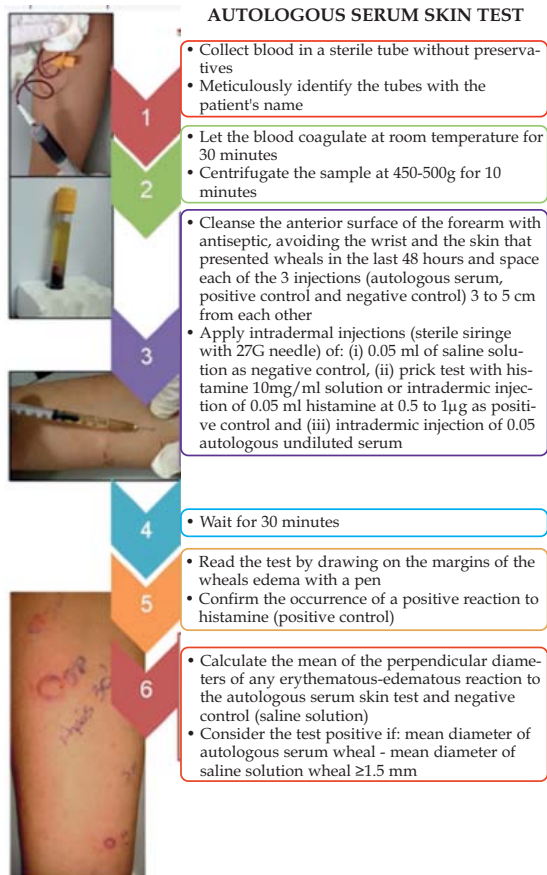 AUTOLOGOUS SERUM SKIN TEST
• Collect blood in a sterile tube without preserva-
tives
• Meticulously identify the tubes with the
patient's name
1
• Let the blood coagulate at room temperature for
30 minutes
• Centrifugate the sample at 450-500g for 10
minutes
2
• Cleanse the anterior surface of the forearm with
antiseptic, avoiding the wrist and the skin that
presented wheals in the last 48 hours and space
each of the 3 injections (autologous serum,
positive control and negative control) 3 to 5 cm
from each other
• Apply intradermal injections (sterile siringe
with 27G needle) of: (i) 0.05 ml of saline solu-
tion as negative control, (ii) prick test with his-
tamine 10mg/ml solution or intradermic injec-
tion of 0.05 ml histamine at 0.5 to 1µg as positi-
ve control and (iii) intradermic injection of 0.05
autologous undiluted serum
3
4
• Wait for 30 minutes
5
• Read the test by drawing on the margins of the
wheals edema with a pen
• Confirm the occurrence of a positive reaction to
histamine (positive control)
6
• Calculate the mean of the perpendicular diame-
ters of any erythematous-edematous reaction to
the autologous serum skin test and negative
control (saline solution)
• Consider the test positive if: mean diameter of
autologous serum wheal - mean diameter of
saline solution wheal ≥1.5 mm